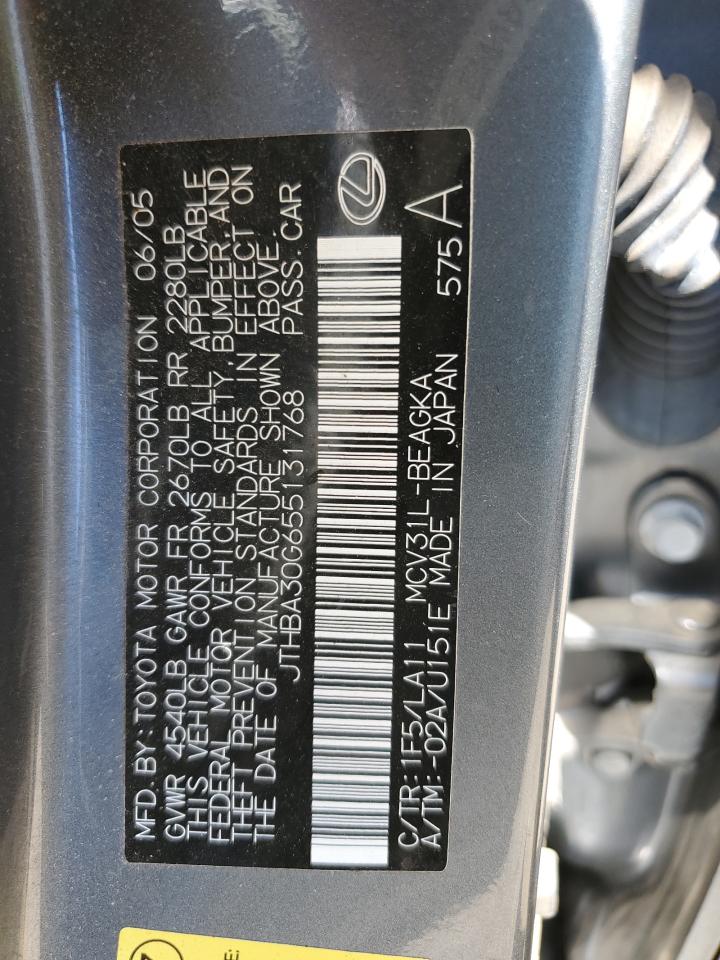 MFD. BY: TOYOTA MOTOR CORPORATION 06/05
GVWR 4540LB GAWR FR 2670LB RR 2280LB
THIS VEHICLE CONFORMS TO ALL APPLICABLE
FEDERAL MOTOR VEHICLE SAFETY, BUMPER, AND
THEFT PREVENTION STANDARDS IN EFFECT ON
THE DATE OF MANUFACTURE SHOWN ABOVE.
JTHBA30G655131768 PASS. CAR
C/TR: 1F5/LA11 MCV31L-BEAGKA
A/TM: -02A/U151E MADE IN JAPAN 575 A